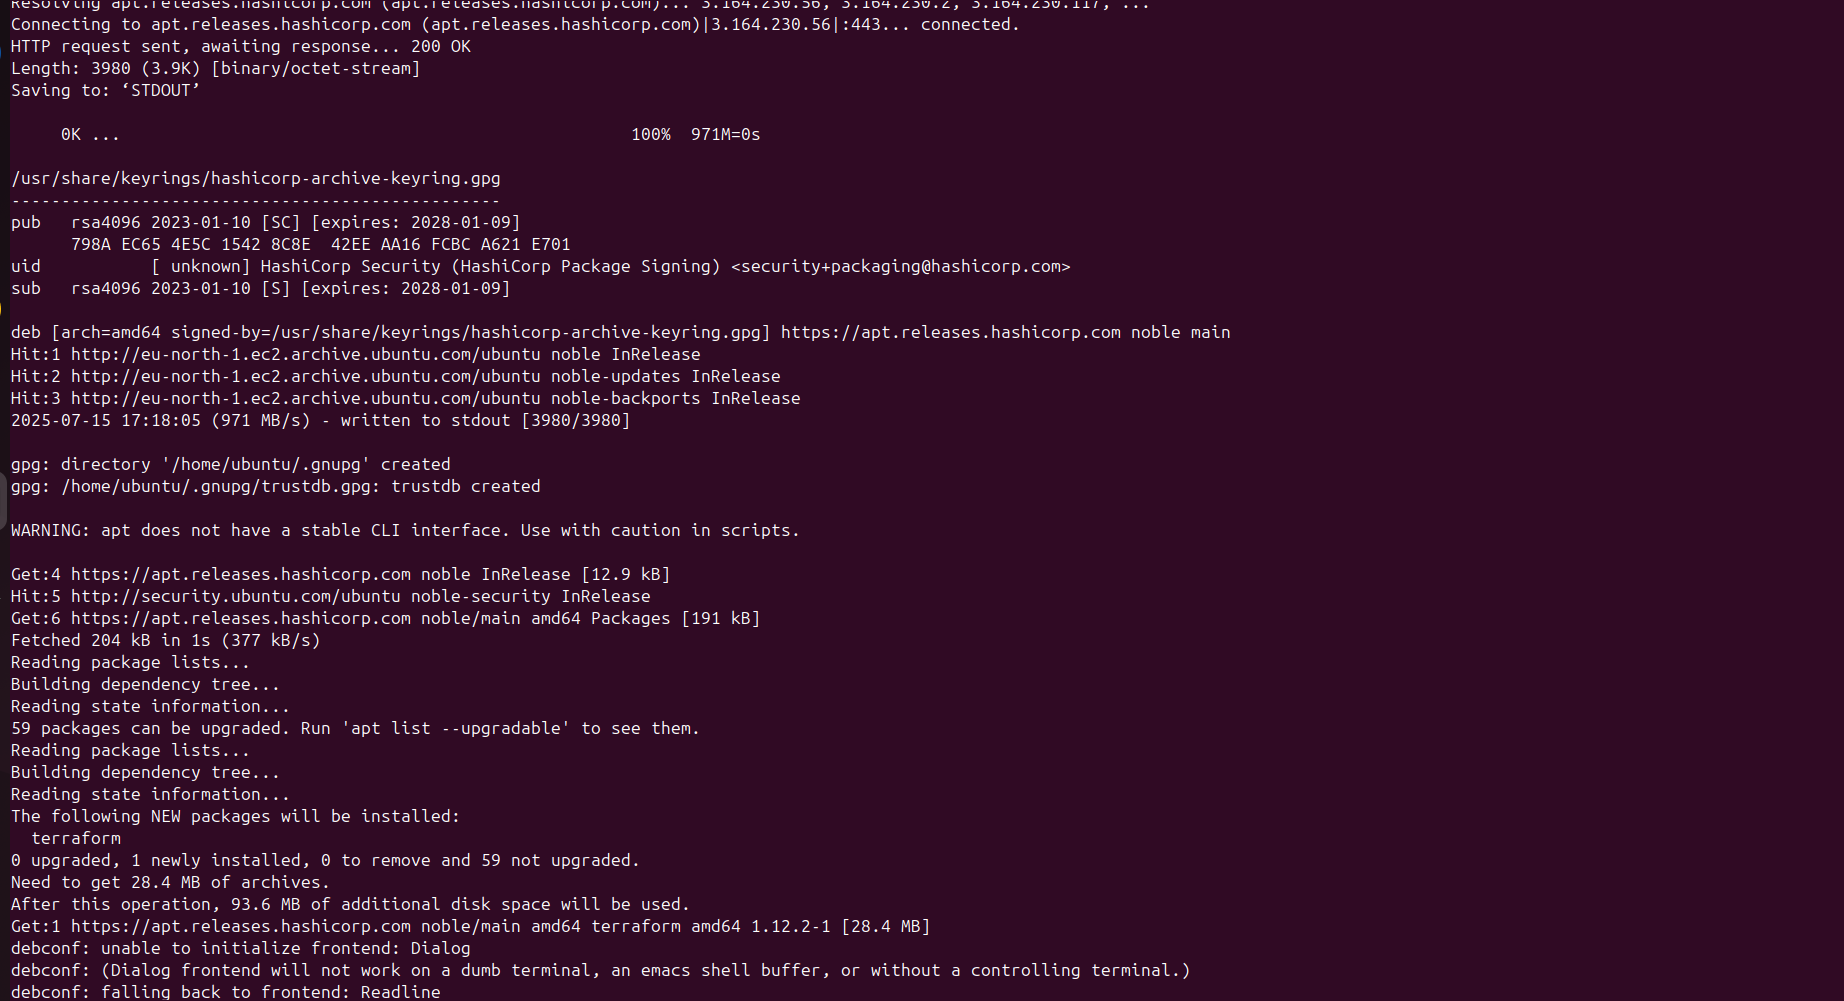 Resolving apt.releases.hashicorp.com (apt.releases.hashicorp.com)... 3.164.230.56, 3.164.230.2, 3.164.230.117, ...
Connecting to apt.releases.hashicorp.com (apt.releases.hashicorp.com)|3.164.230.56|:443... connected.
HTTP request sent, awaiting response... 200 OK
Length: 3980 (3.9K) [binary/octet-stream]
Saving to: ‘STDOUT’
0K ... 100% 971M=0s
/usr/share/keyrings/hashicorp-archive-keyring.gpg
-------------------------------------------------
pub   rsa4096 2023-01-10 [SC] [expires: 2028-01-09]
798A EC65 4E5C 1542 8C8E  42EE AA16 FCBC A621 E701
uid           [ unknown] HashiCorp Security (HashiCorp Package Signing) <security+packaging@hashicorp.com>
sub   rsa4096 2023-01-10 [S] [expires: 2028-01-09]
deb [arch=amd64 signed-by=/usr/share/keyrings/hashicorp-archive-keyring.gpg] https://apt.releases.hashicorp.com noble main
Hit:1 http://eu-north-1.ec2.archive.ubuntu.com/ubuntu noble InRelease
Hit:2 http://eu-north-1.ec2.archive.ubuntu.com/ubuntu noble-updates InRelease
Hit:3 http://eu-north-1.ec2.archive.ubuntu.com/ubuntu noble-backports InRelease
2025-07-15 17:18:05 (971 MB/s) - written to stdout [3980/3980]
gpg: directory '/home/ubuntu/.gnupg' created
gpg: /home/ubuntu/.gnupg/trustdb.gpg: trustdb created
WARNING: apt does not have a stable CLI interface. Use with caution in scripts.
Get:4 https://apt.releases.hashicorp.com noble InRelease [12.9 kB]
Hit:5 http://security.ubuntu.com/ubuntu noble-security InRelease
Get:6 https://apt.releases.hashicorp.com noble/main amd64 Packages [191 kB]
Fetched 204 kB in 1s (377 kB/s)
Reading package lists...
Building dependency tree...
Reading state information...
59 packages can be upgraded. Run 'apt list --upgradable' to see them.
Reading package lists...
Building dependency tree...
Reading state information...
The following NEW packages will be installed:
terraform
0 upgraded, 1 newly installed, 0 to remove and 59 not upgraded.
Need to get 28.4 MB of archives.
After this operation, 93.6 MB of additional disk space will be used.
Get:1 https://apt.releases.hashicorp.com noble/main amd64 terraform amd64 1.12.2-1 [28.4 MB]
debconf: unable to initialize frontend: Dialog
debconf: (Dialog frontend will not work on a dumb terminal, an emacs shell buffer, or without a controlling terminal.)
debconf: falling back to frontend: Readline